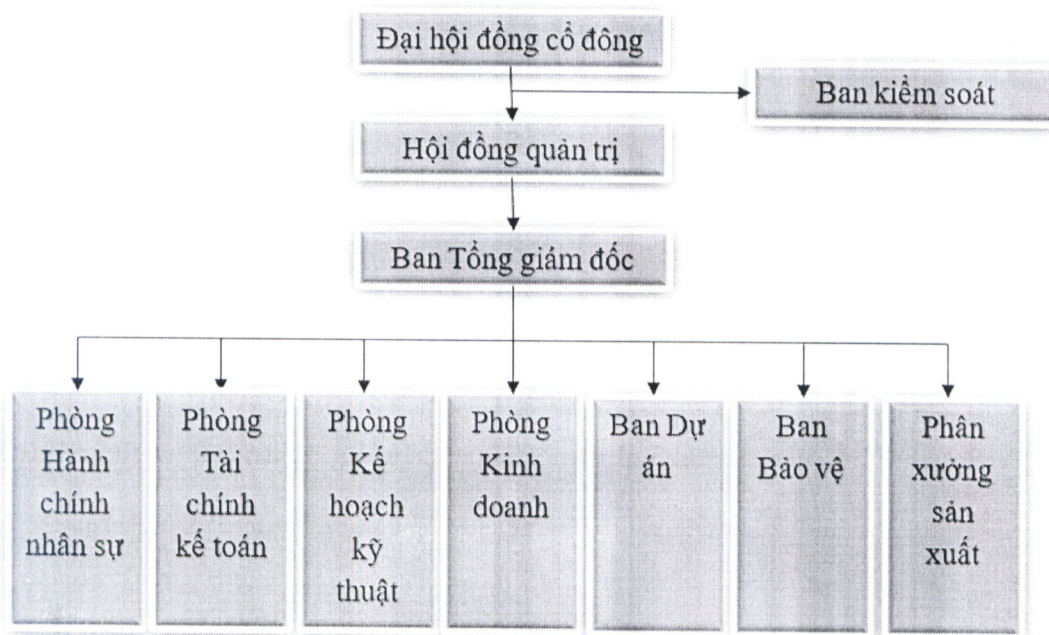 Đại hội đồng cổ đông
Ban kiểm soát
Hội đồng quản trị
Ban Tổng giám đốc
Phòng
Hành
chính
nhân sự
Phòng
Tài
chính
kế toán
Phòng
Kế
hoạch
kỹ
thuật
Phòng
Kinh
doanh
Ban Dự
án
Ban
Bảo vệ
Phân
xưởng
sản
xuất